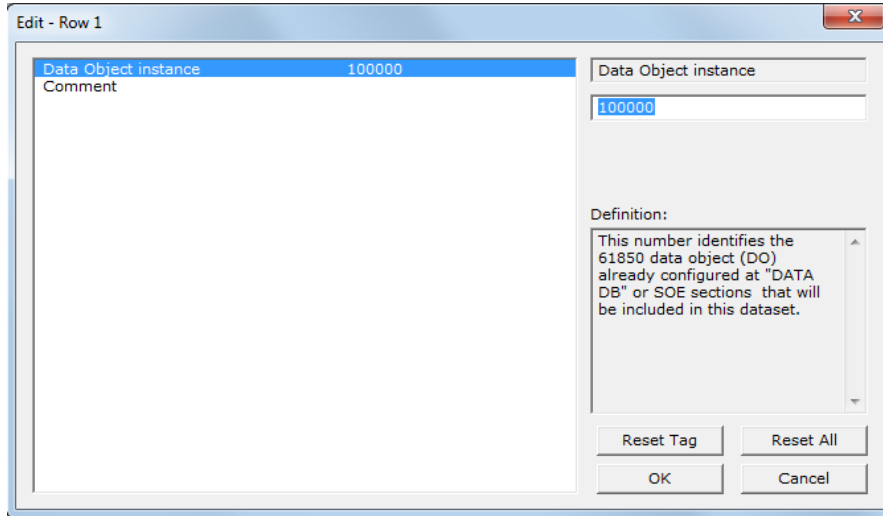 Edit - Row 1
Data Object instance 100000
Comment
Data Object instance
100000
Definition:
This number identifies the
61850 data object (DO)
already configured at "DATA
DB" or SOE sections that will
be included in this dataset.
Reset Tag Reset All
OK Cancel